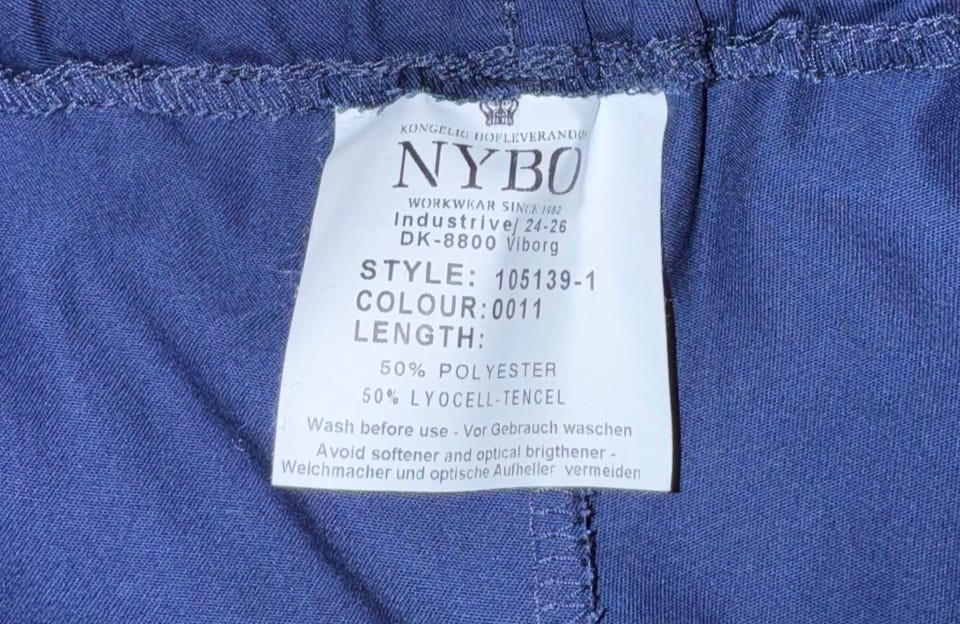 KONGELIG HOFLEVERANDØR
NYBO
WORKWEAR SINCE 1982
Industrivej 24-26
DK-8800 Viborg
STYLE: 105139-1
COLOUR:0011
LENGTH:
50% POLYESTER
50% LYOCELL-TENCEL
Wash before use - Vor Gebrauch waschen
Avoid softener and optical brigthener -
Weichmacher und optische Aufheller vermeiden